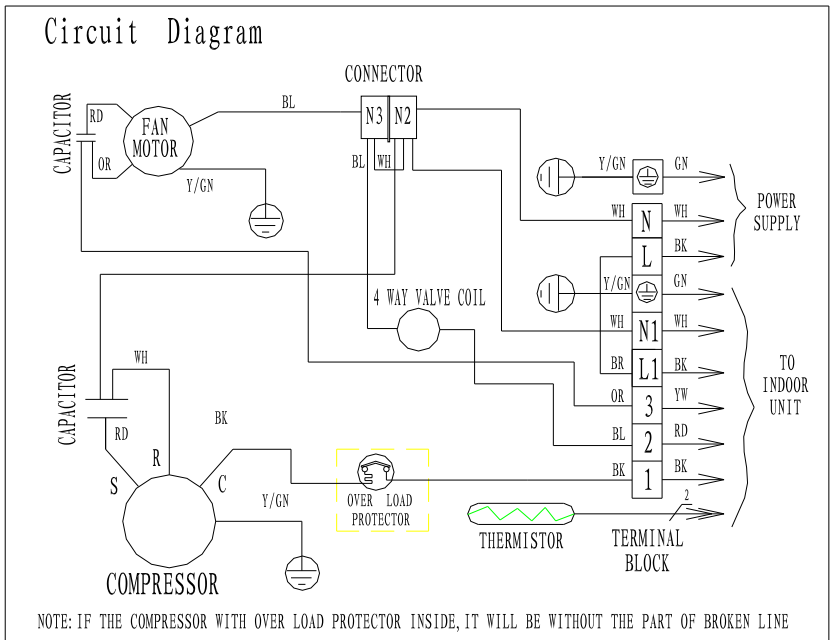 Circuit Diagram
CONNECTOR
CAPACITOR
RD
FAN
MOTOR
OR
BL
N3
N2
BL
WH
Y/GN
Y/GN
GN
WH
N
WH
L
BK
POWER
SUPPLY
Y/GN
GN
4 WAY VALVE COIL
WH
N1
WH
BR
L1
BK
OR
3
YW
BL
2
RD
BK
1
BK
TO
INDOOR
UNIT
CAPACITOR
WH
RD
BK
R
S
C
Y/GN
OVER LOAD
PROTECTOR
COMPRESSOR
THERMISTOR
2
TERMINAL
BLOCK
NOTE: IF THE COMPRESSOR WITH OVER LOAD PROTECTOR INSIDE, IT WILL BE WITHOUT THE PART OF BROKEN LINE